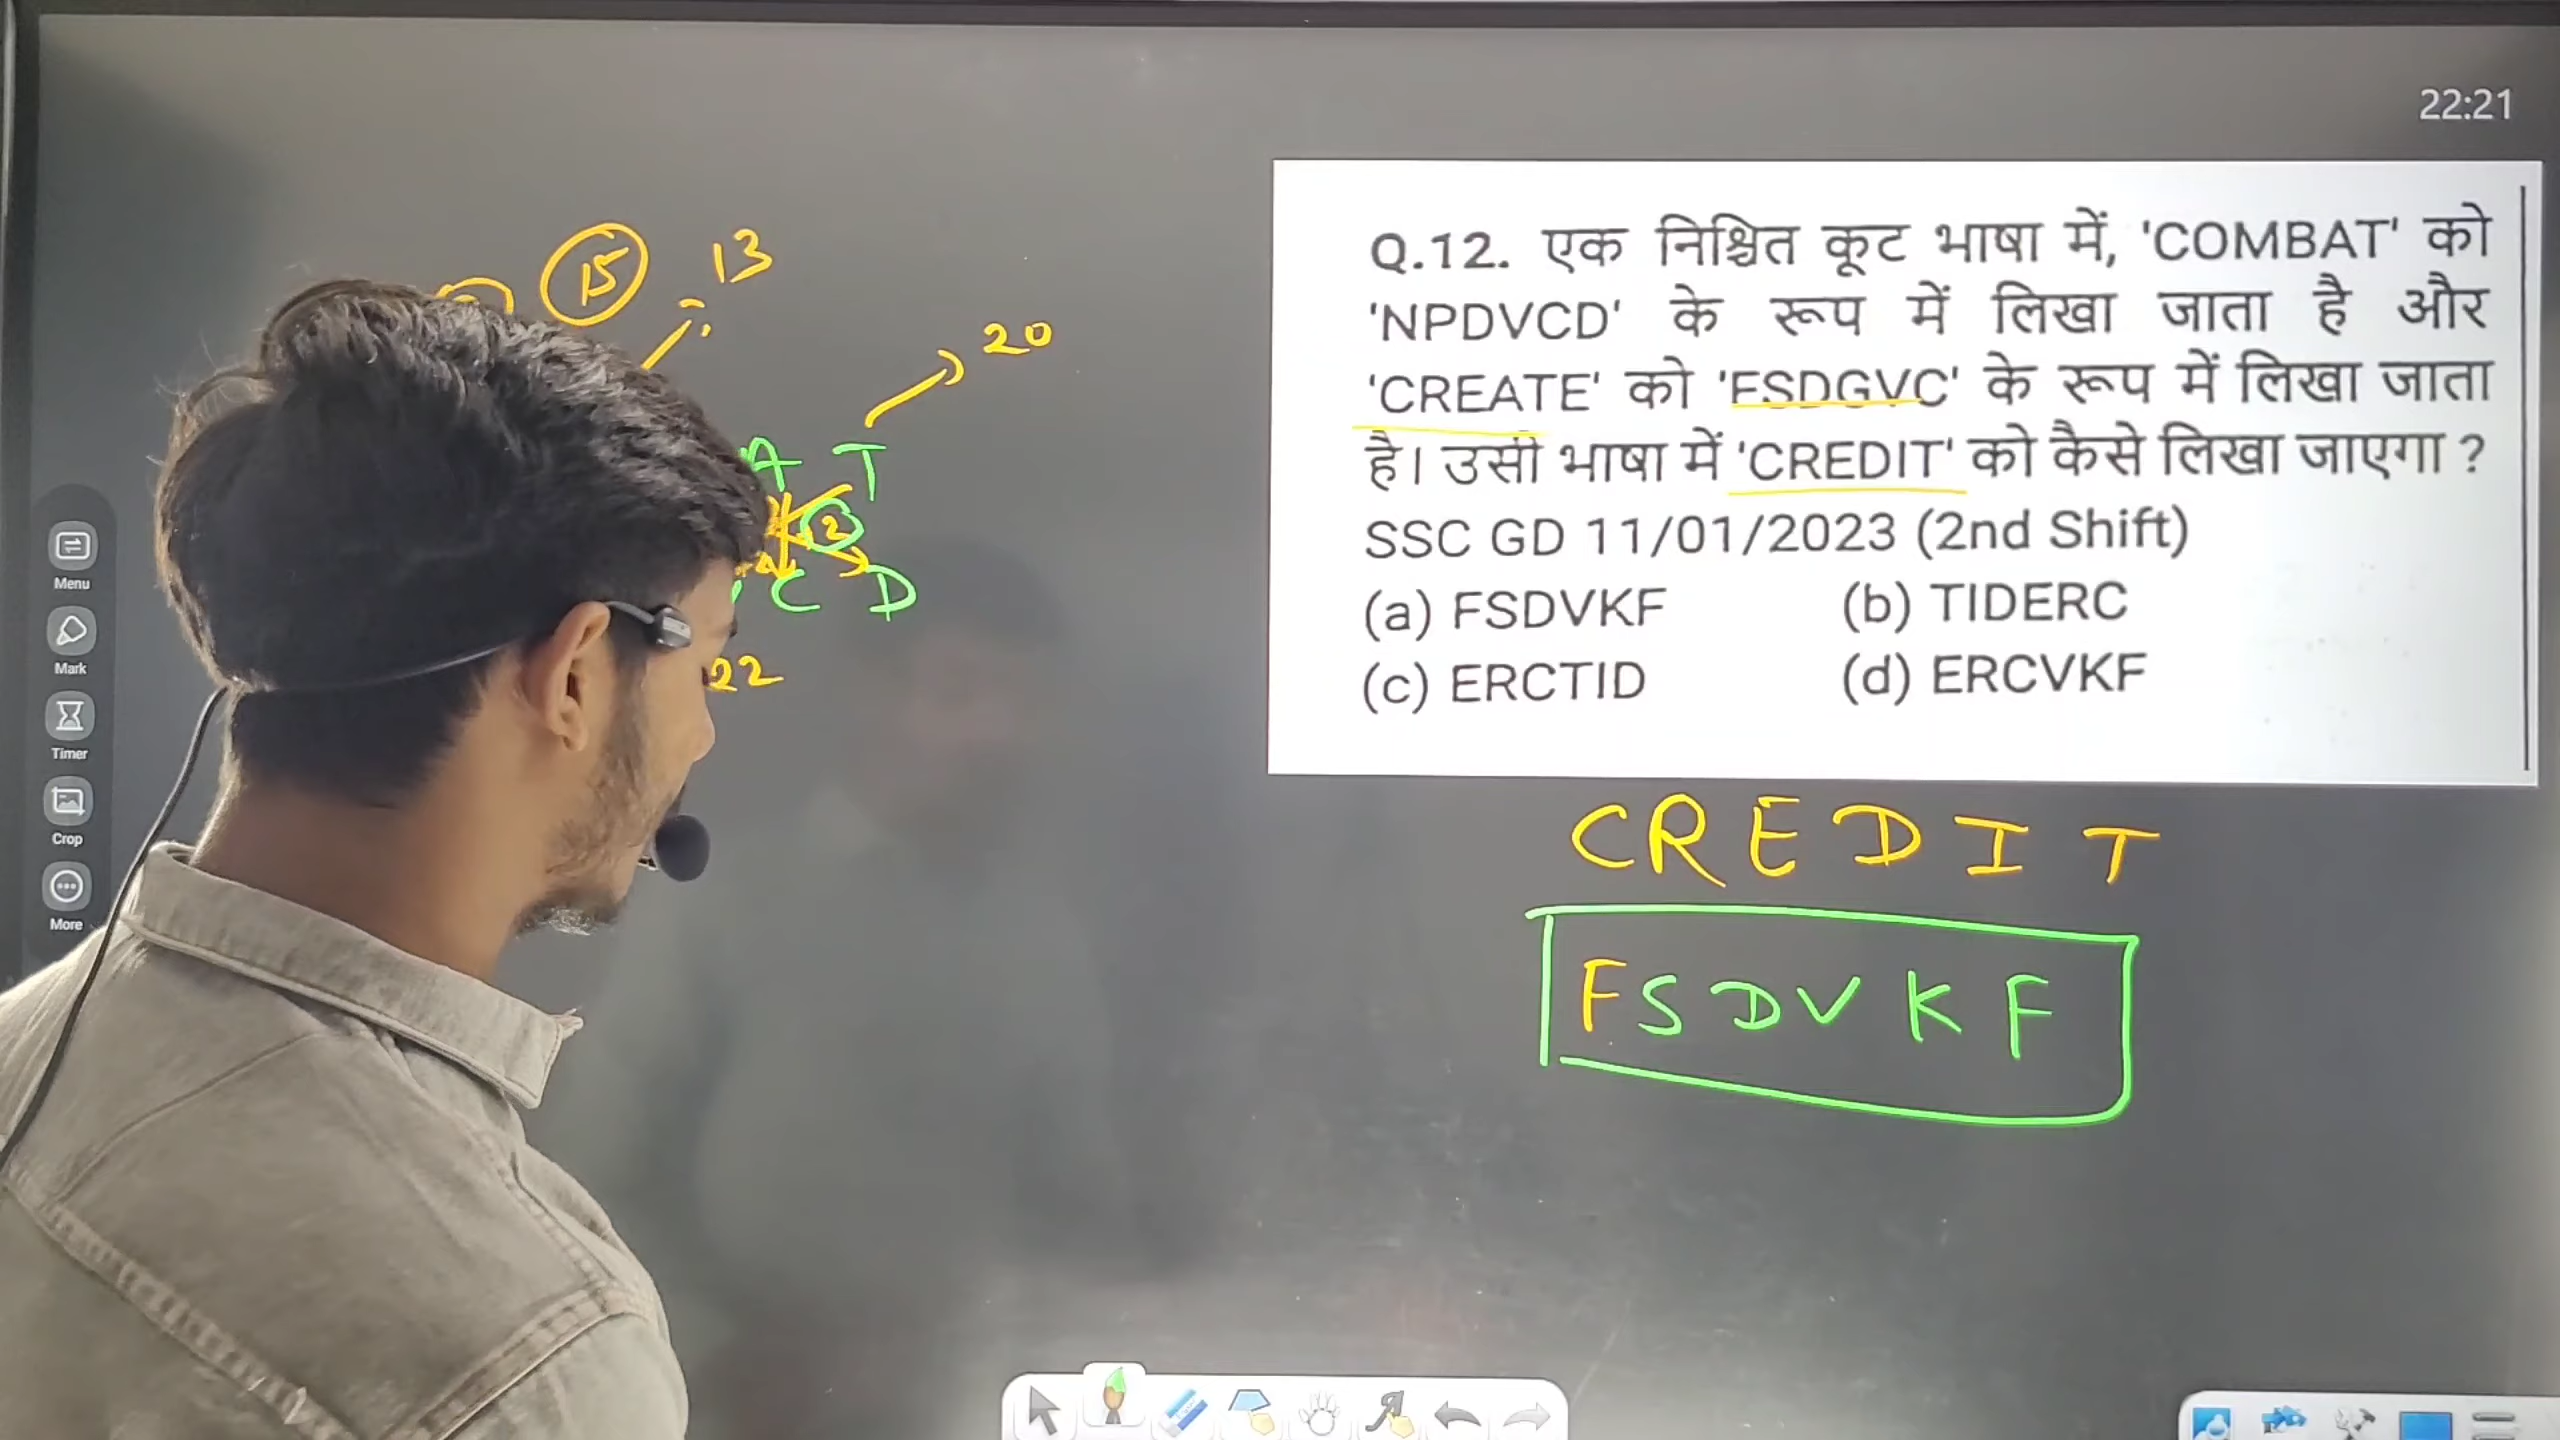 22:21
Q.12. एक निश्चित कूट भाषा में, 'COMBAT' को
'NPDVCD' के रूप में लिखा जाता है और
'CREATE' को 'FSDGVC' के रूप में लिखा जाता
है। उसी भाषा में 'CREDIT' को कैसे लिखा जाएगा ?
SSC GD 11/01/2023 (2nd Shift)
(a) FSDVKF (b) TIDERC
(c) ERCTID (d) ERCVKF
15 13
20
A T
2
C D
22
CREDIT
FSDVKF
Menu
Mark
Timer
Crop
More